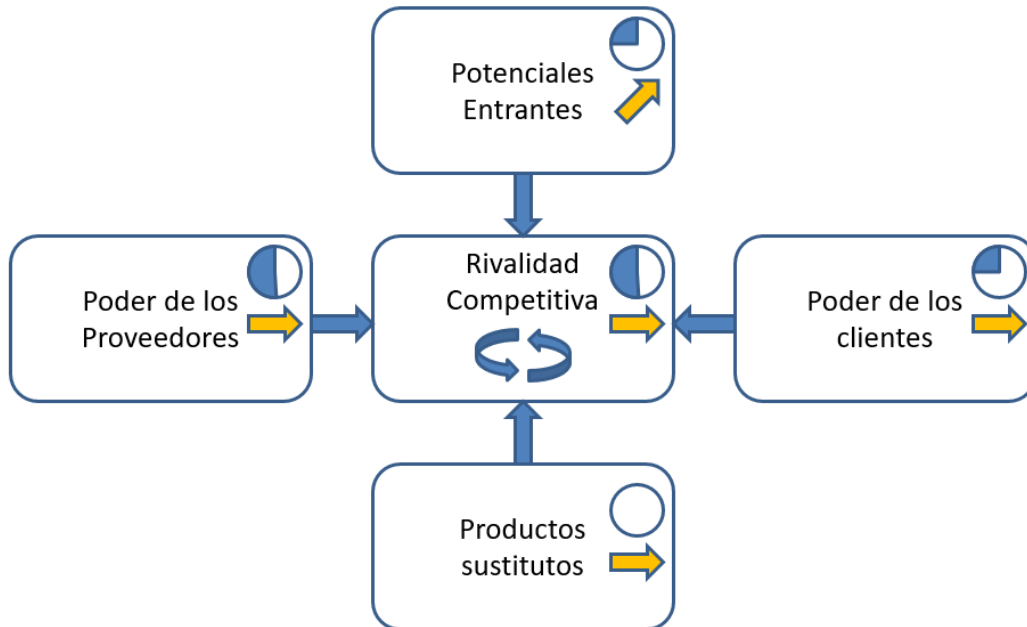 Potenciales
Entrantes
Poder de los
Proveedores
Rivalidad
Competitiva
Poder de los
clientes
Productos
sustitutos